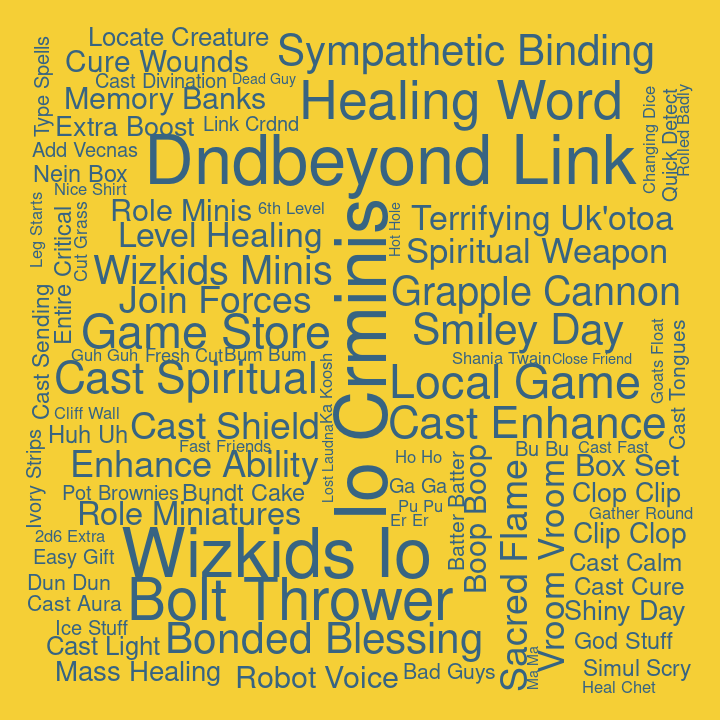 Locate Creature
Sympathetic Binding
Cure Wounds
Type Spells
Cast Divination
Dead Guy
Memory Banks
Healing Word
Changing Dice
Quick Detect
Rolled Badly
Extra Boost
Link Crdnd
Dndbeyond Link
Add Vecnas
Nein Box
Nice Shirt
Leg Starts
Critical
Cut Grass
Role Minis
6th Level
Io Crminis
Hot Hole
Terrifying Uk'otoa
Level Healing
Spiritual Weapon
Wizkids Minis
Grapple Cannon
Entire
Join Forces
Cast Sending
Game Store
Smiley Day
Goats Float
Cast Tongues
Guh Guh
Fresh Cut
Bum Bum
Shania Twain
Close Friend
Cast Spiritual
Ka Koosh
Local Game
Cliff Wall
Cast Shield
Cast Enhance
Huh Uh
Fast Friends
Lost Laudna
Ivory Strips
Enhance Ability
Ho Ho
Batter Batter
Boop Boop
Sacred Flame
Bu Bu
Cast Fast
Vroom Vroom
Box Set
Pot Brownies
Bundt Cake
Ga Ga
Clop Clip
Role Miniatures
Pu Pu
Er Er
Gather Round
2d6 Extra
Wizkids Io
Clip Clop
Easy Gift
Cast Calm
Dun Dun
Bolt Thrower
Cast Cure
Cast Aura
Shiny Day
Ice Stuff
Cast Light
Bonded Blessing
God Stuff
Ma Ma
Mass Healing
Robot Voice
Bad Guys
Simul Scry
Heal Chet